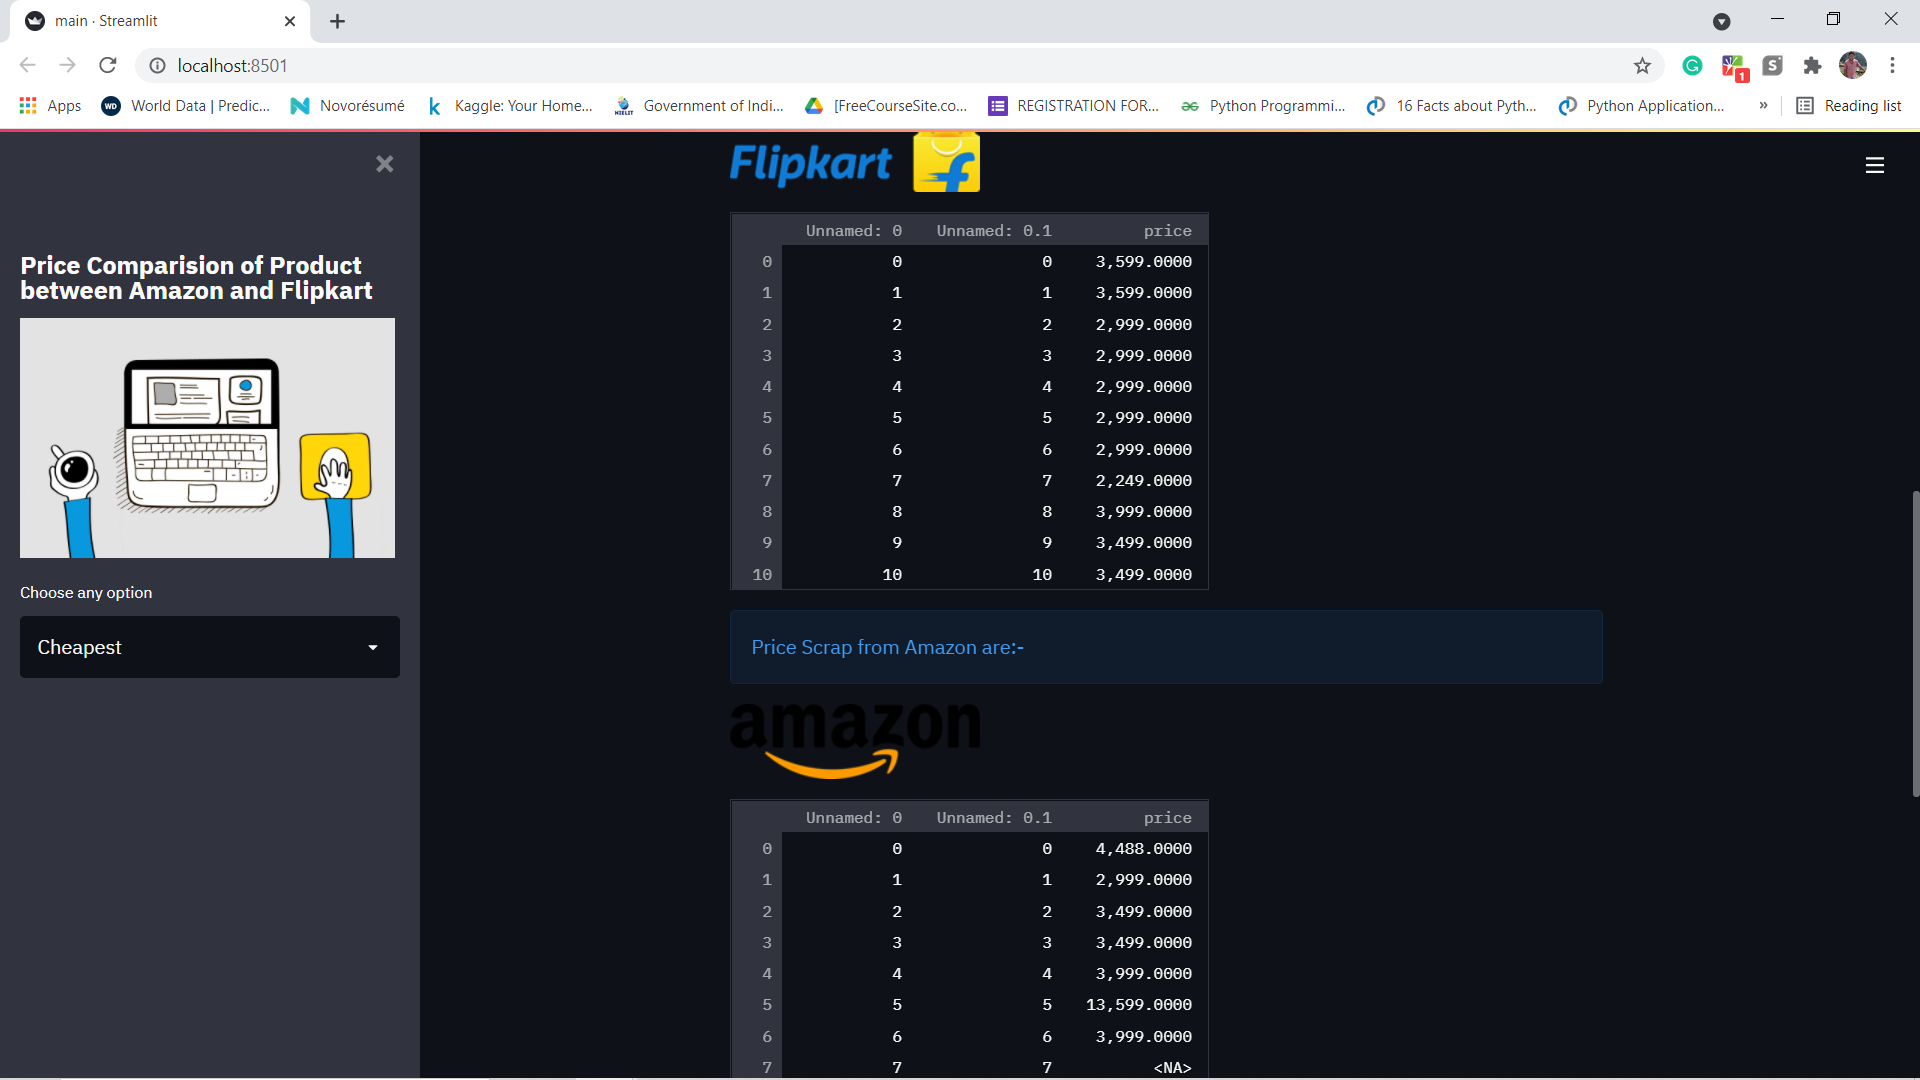 main · Streamlit
localhost:8501
Apps WD World Data | Predic... Novorésumé Kaggle: Your Home... Government of Indi... [FreeCourseSite.co... REGISTRATION FOR... Python Programmi... 16 Facts about Pyth... Python Application... » Reading list
1
Price Comparision of Product
between Amazon and Flipkart
Choose any option
Cheapest
Flipkart
Unnamed: 0 Unnamed: 0.1 price
0 0 0 3,599.0000
1 1 1 3,599.0000
2 2 2 2,999.0000
3 3 3 2,999.0000
4 4 4 2,999.0000
5 5 5 2,999.0000
6 6 6 2,999.0000
7 7 7 2,249.0000
8 8 8 3,999.0000
9 9 9 3,499.0000
10 10 10 3,499.0000
Price Scrap from Amazon are:-
amazon
Unnamed: 0 Unnamed: 0.1 price
0 0 0 4,488.0000
1 1 1 2,999.0000
2 2 2 3,499.0000
3 3 3 3,499.0000
4 4 4 3,999.0000
5 5 5 13,599.0000
6 6 6 3,999.0000
7 7 7 <NA>